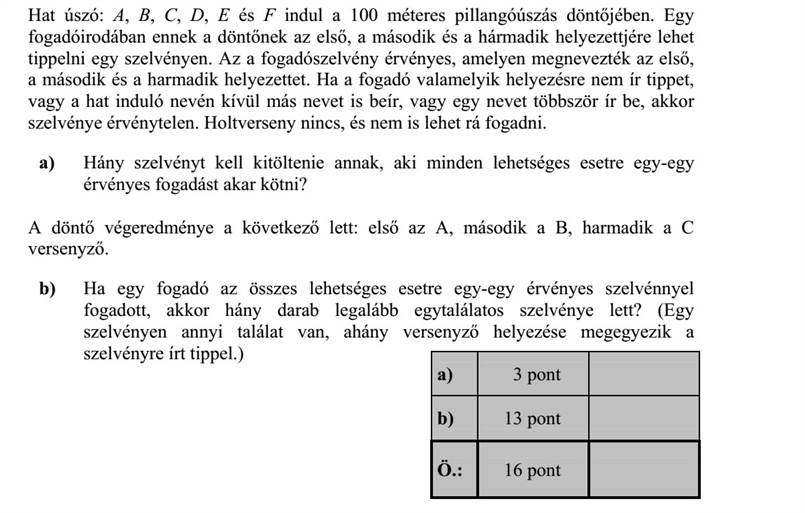 Hat úszó: A, B, C, D, E és F indul a 100 méteres pillangóúszás döntőjében. Egy
fogadóirodában ennek a döntőnek az első, a második és a hármadik helyezettjére lehet
tippelni egy szelvényen. Az a fogadószelvény érvényes, amelyen megnevezték az első,
a második és a harmadik helyezettet. Ha a fogadó valamelyik helyezésre nem ír tippet,
vagy a hat induló nevén kívül más nevet is beír, vagy egy nevet többször ír be, akkor
szelvénye érvénytelen. Holtverseny nincs, és nem is lehet rá fogadni.
a) Hány szelvényt kell kitöltenie annak, aki minden lehetséges esetre egy-egy
érvényes fogadást akar kötni?
A döntő végeredménye a következő lett: első az A, második a B, harmadik a C
versenyző.
b) Ha egy fogadó az összes lehetséges esetre egy-egy érvényes szelvénnyel
fogadott, akkor hány darab legalább egytalálatos szelvénye lett? (Egy
szelvényen annyi találat van, ahány versenyző helyezése megegyezik a
szelvényre írt tippel.)
a) 3 pont
b) 13 pont
Ö.: 16 pont